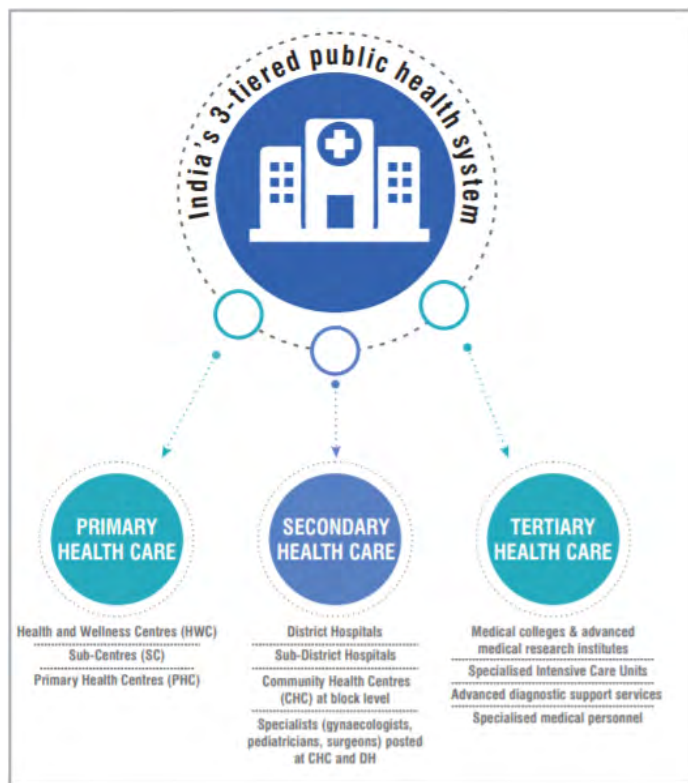 India's 3-tiered public health system
PRIMARY
HEALTH CARE
Health and Wellness Centres (HWC)
Sub-Centres (SC)
Primary Health Centres (PHC)
SECONDARY
HEALTH CARE
District Hospitals
Sub-District Hospitals
Community Health Centres
(CHC) at block level
Specialists (gynaecologists,
pediatricians, surgeons) posted
at CHC and DH
TERTIARY
HEALTH CARE
Medical colleges & advanced
medical research institutes
Specialised Intensive Care Units
Advanced diagnostic support services
Specialised medical personnel